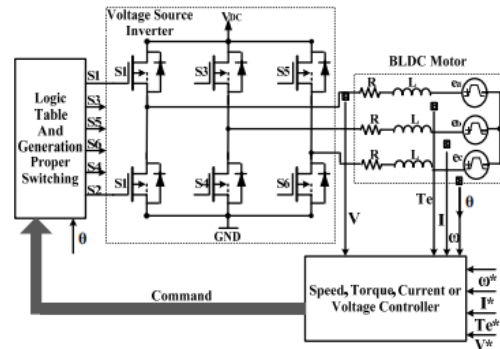 Voltage Source
Inverter
VDC
BLDC Motor
S1
S3
S5
S6
S4
S2
Logic
Table
And
Generation
Proper
Switching
S1
S3
S5
S1
S4
S6
GND
R
L
ea
R
L
eb
R
L
ec
V
Te
I
ω
θ
θ
Command
Speed, Torque, Current or
Voltage Controller
ω*
I*
Te*
V*